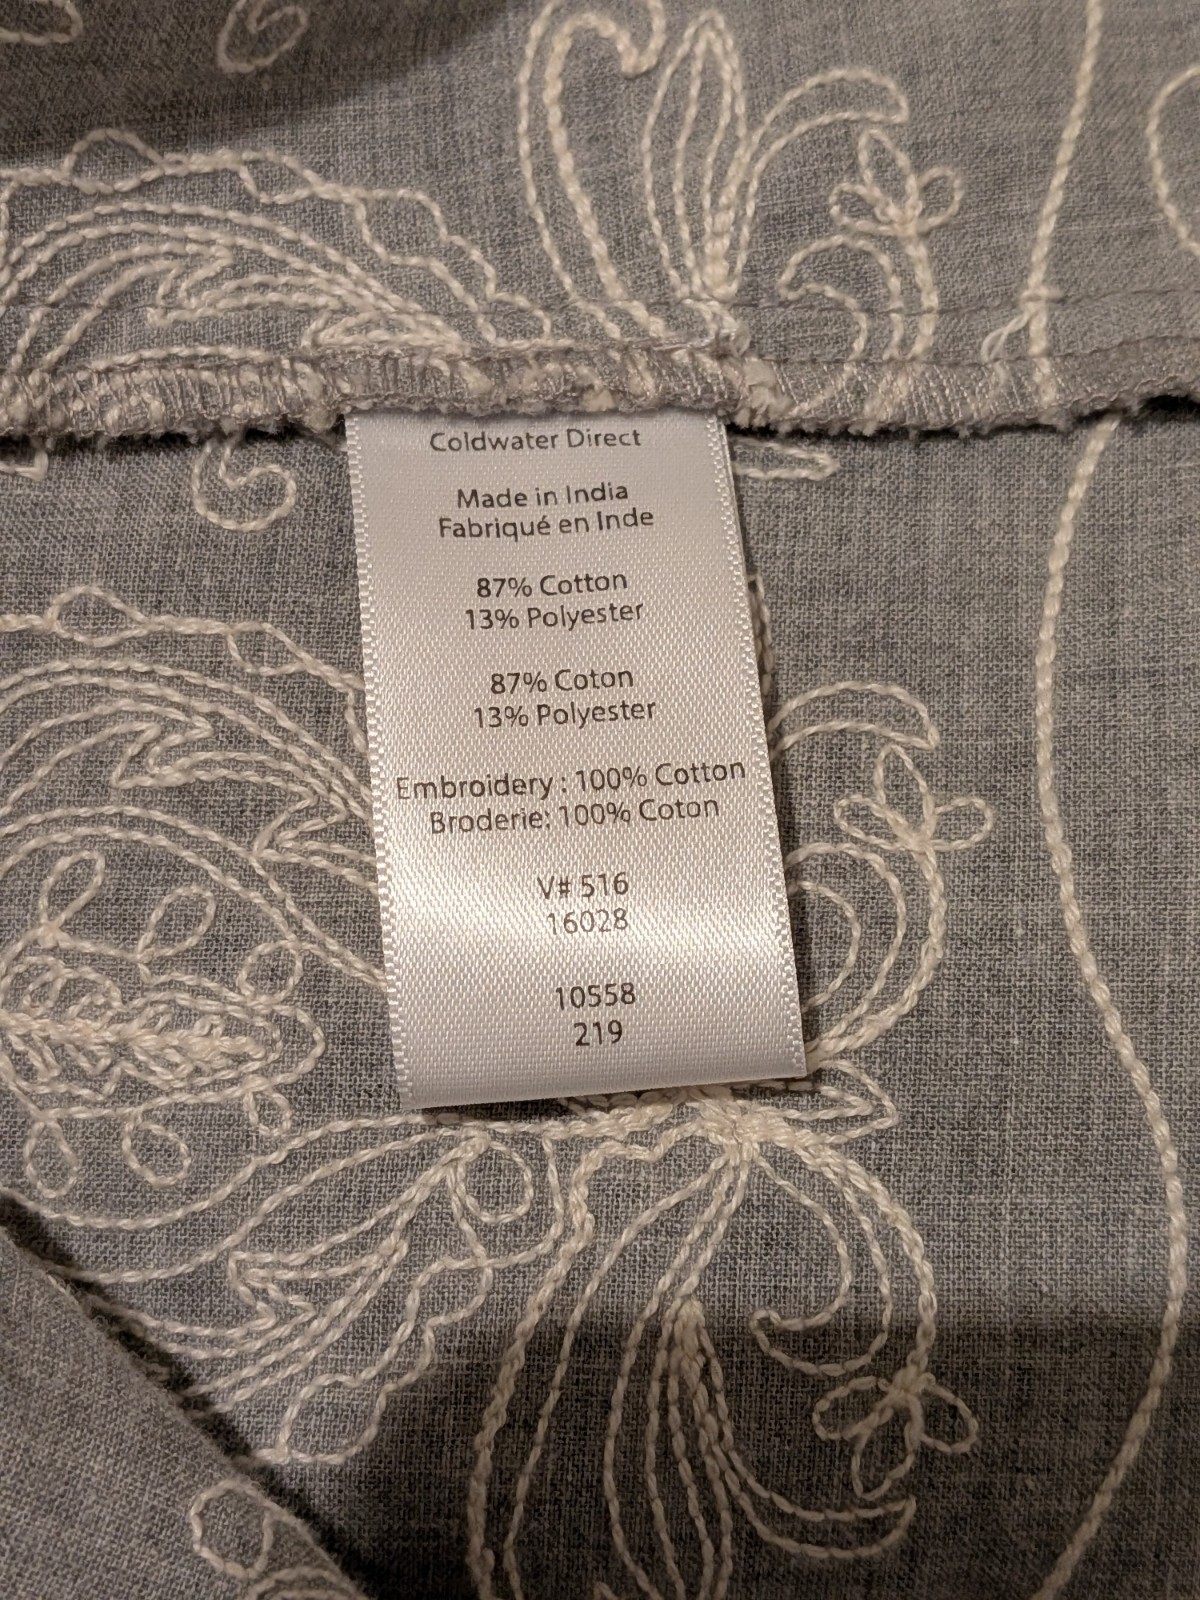 Coldwater Direct
Made in India
Fabriqué en Inde
87% Cotton
13% Polyester
87% Coton
13% Polyester
Embroidery : 100% Cotton
Broderie: 100% Coton
V# 516
16028
10558
219